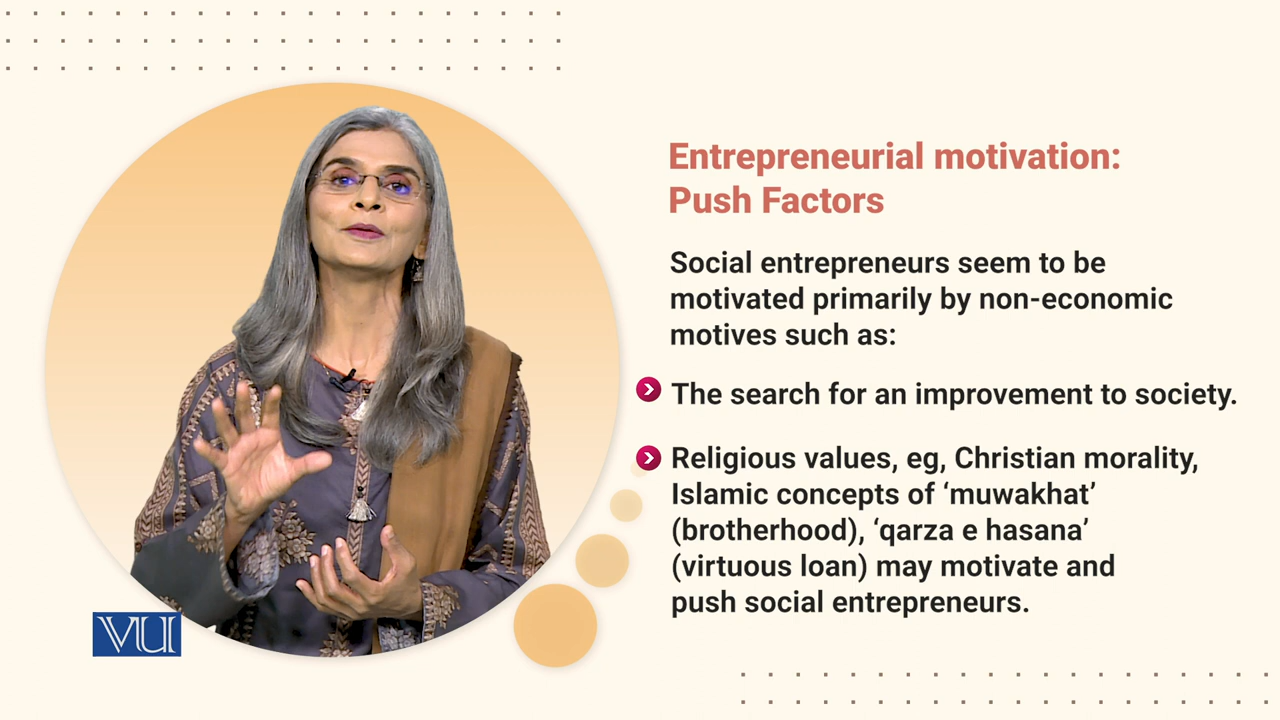 Entrepreneurial motivation:
Push Factors
Social entrepreneurs seem to be
motivated primarily by non-economic
motives such as:
The search for an improvement to society.
Religious values, eg, Christian morality,
Islamic concepts of ‘muwakhat’
(brotherhood), ‘qarza e hasana’
(virtuous loan) may motivate and
push social entrepreneurs.
VU